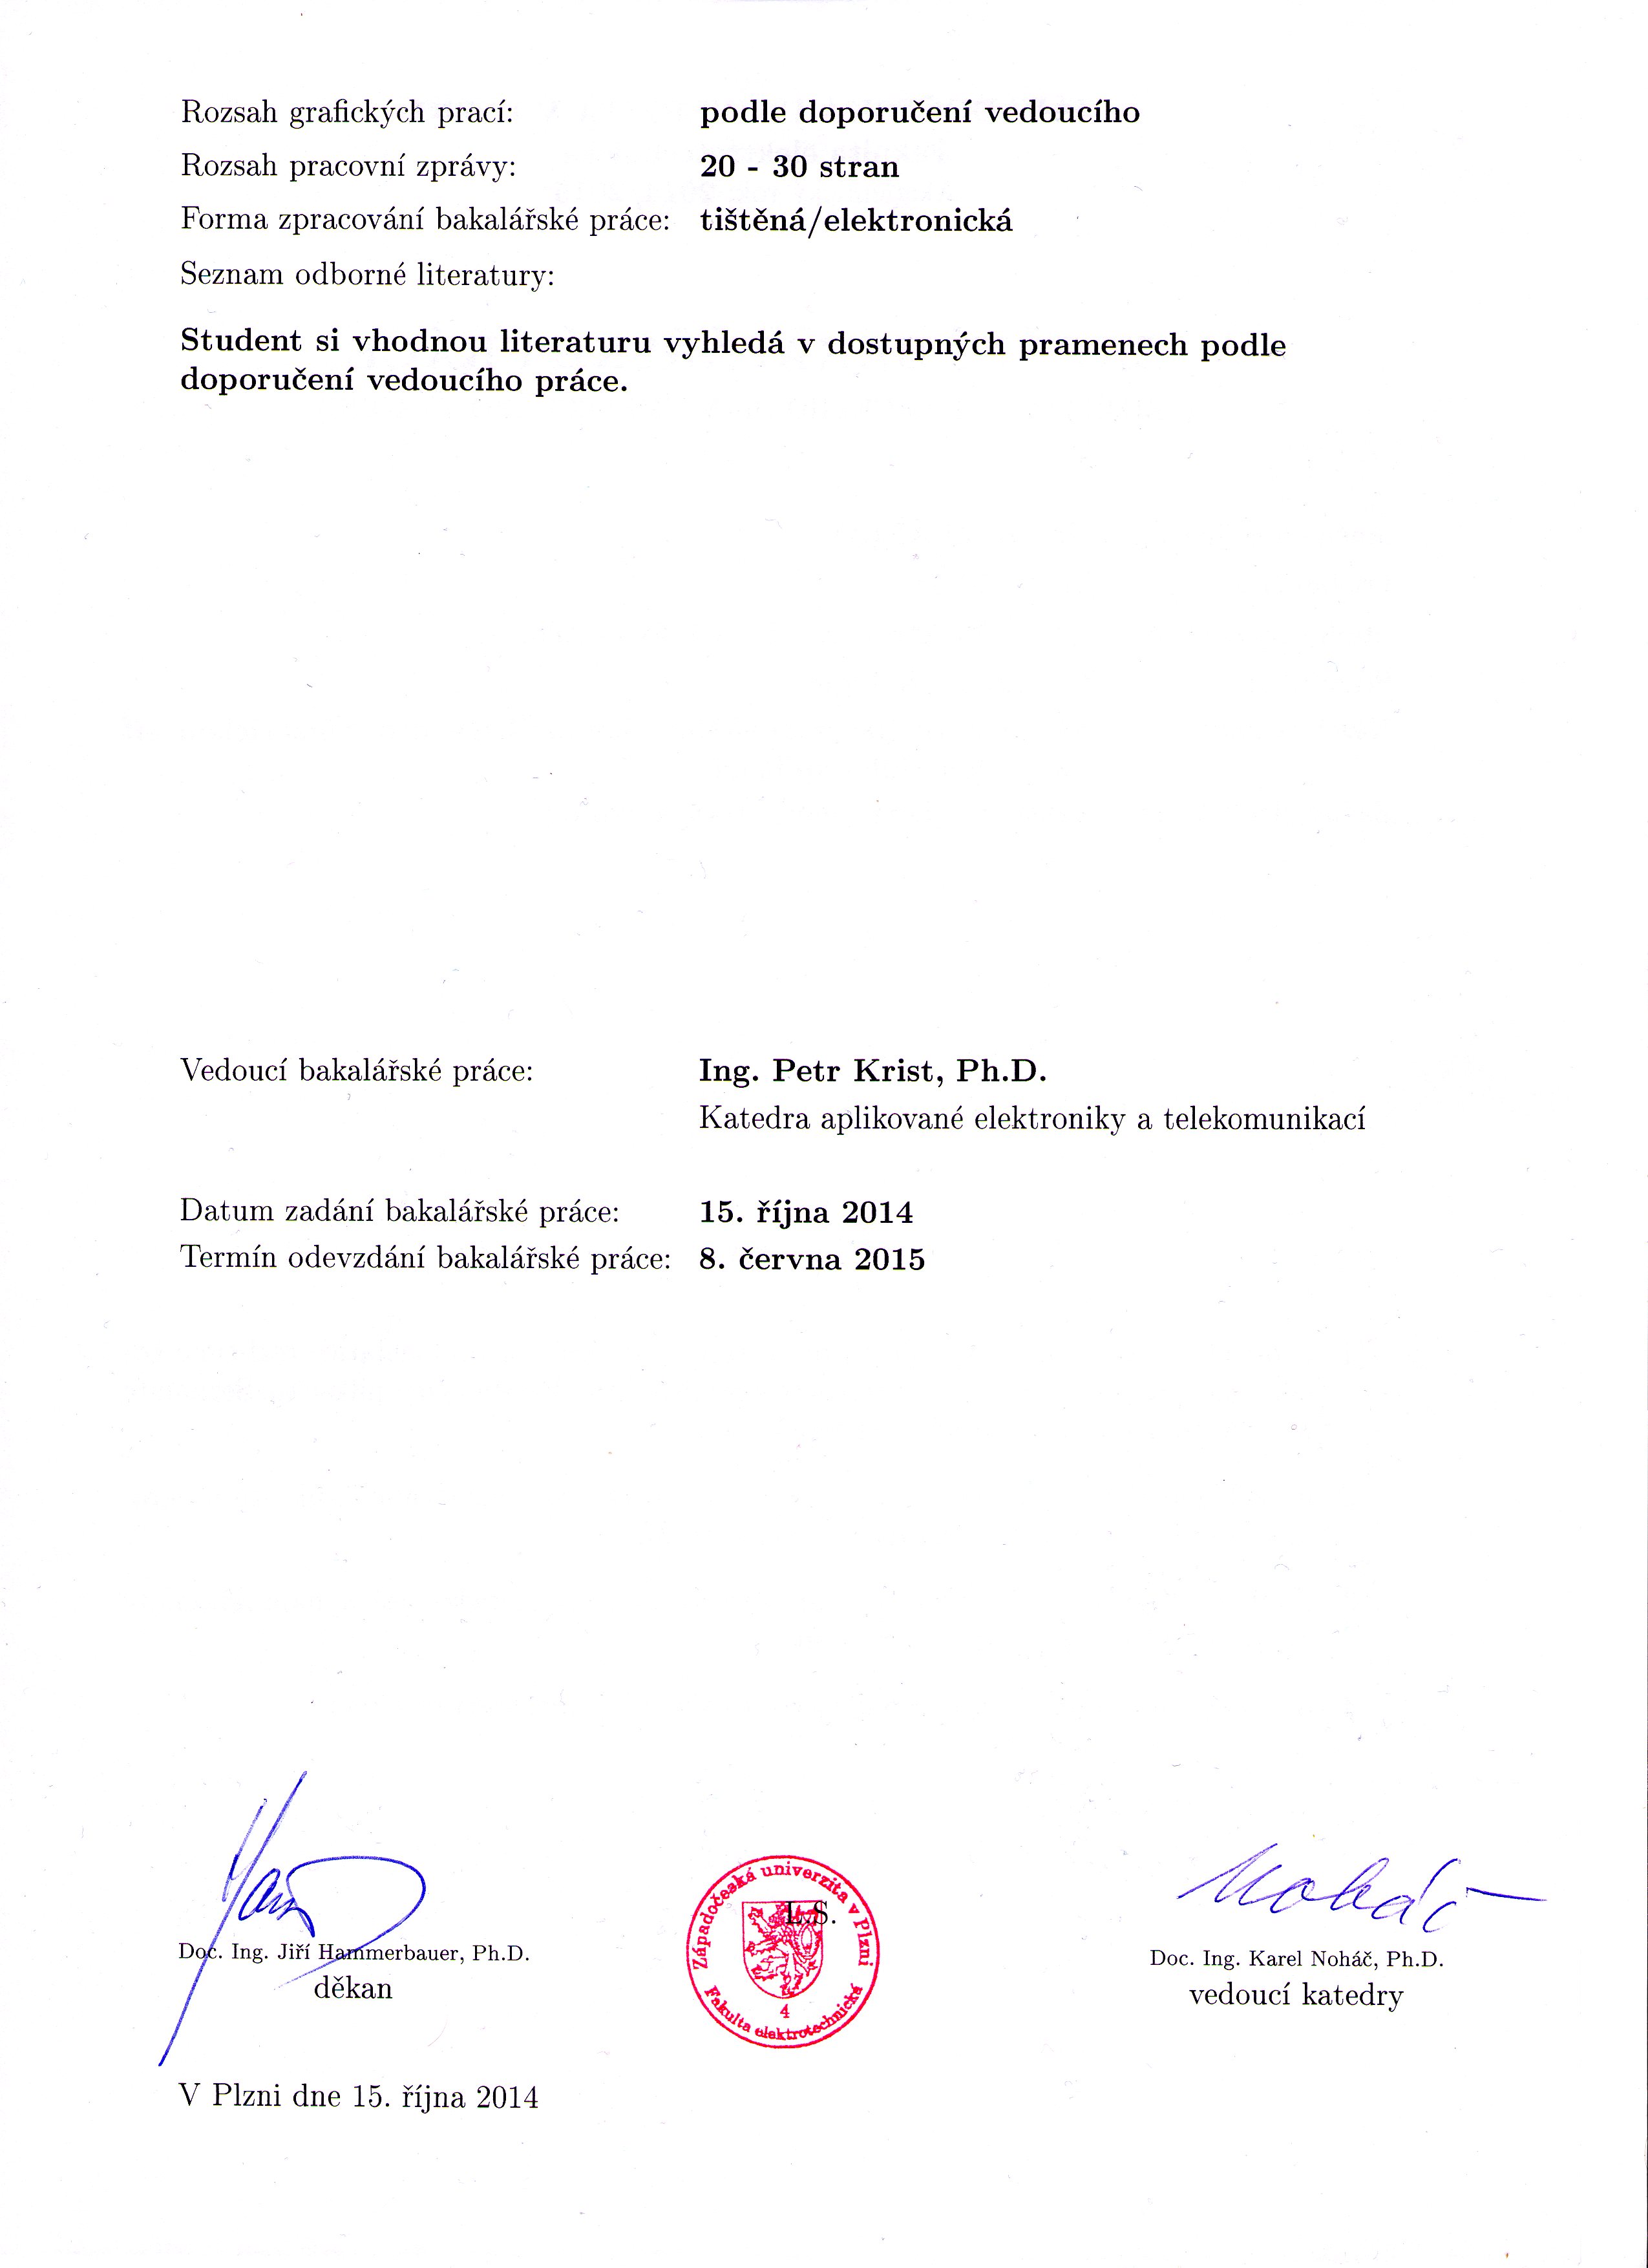 Rozsah grafických prací: podle doporučení vedoucího
Rozsah pracovní zprávy: 20 - 30 stran
Forma zpracování bakalářské práce: tištěná/elektronická
Seznam odborné literatury:
Student si vhodnou literaturu vyhledá v dostupných pramenech podle
doporučení vedoucího práce.
Vedoucí bakalářské práce: Ing. Petr Krist, Ph.D.
Katedra aplikované elektroniky a telekomunikací
Datum zadání bakalářské práce: 15. října 2014
Termín odevzdání bakalářské práce: 8. června 2015
Doc. Ing. Jiří Hammerbauer, Ph.D.
děkan
Západočeská univerzita v Plzni
L.S.
4
Fakulta elektrotechnická
Noháč
Doc. Ing. Karel Noháč, Ph.D.
vedoucí katedry
V Plzni dne 15. října 2014